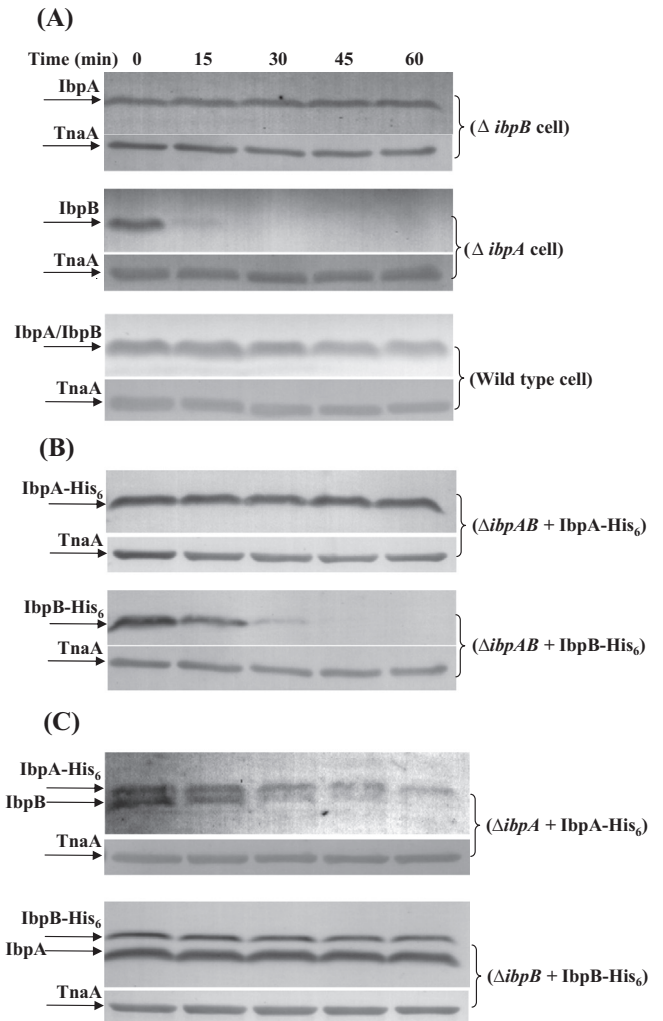 (A)
Time (min) 0 15 30 45 60
IbpA
TnaA
(Δ ibpB cell)
IbpB
TnaA
(Δ ibpA cell)
IbpA/IbpB
TnaA
(Wild type cell)
(B)
IbpA-His₆
TnaA
(ΔibpAB + IbpA-His₆)
IbpB-His₆
TnaA
(ΔibpAB + IbpB-His₆)
(C)
IbpA-His₆
IbpB
TnaA
(ΔibpA + IbpA-His₆)
IbpB-His₆
IbpA
TnaA
(ΔibpB + IbpB-His₆)